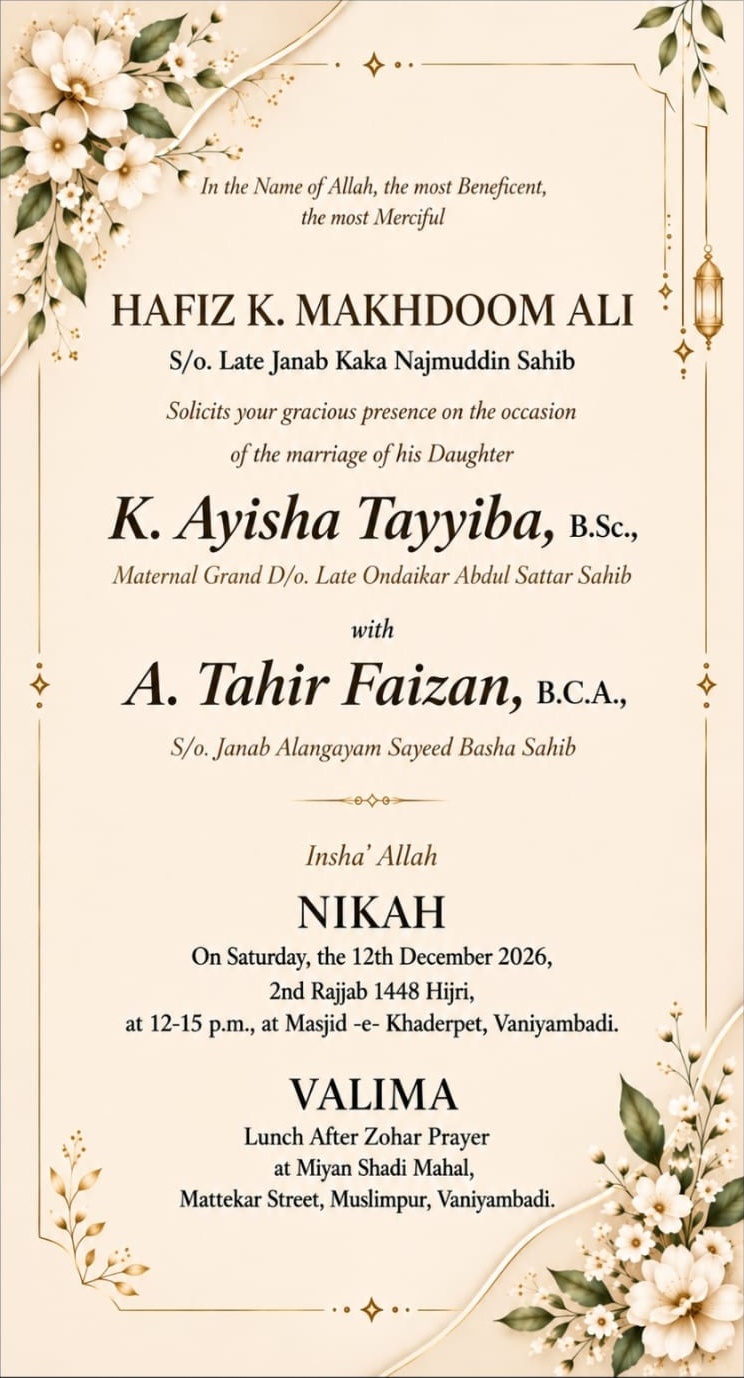 In the Name of Allah, the most Beneficent,
the most Merciful
HAFIZ K. MAKHDOOM ALI
S/o. Late Janab Kaka Najmuddin Sahib
Solicits your gracious presence on the occasion
of the marriage of his Daughter
K. Ayisha Tayyiba, B.Sc.,
Maternal Grand D/o. Late Ondaikar Abdul Sattar Sahib
with
A. Tahir Faizan, B.C.A.,
S/o. Janab Alangayam Sayeed Basha Sahib
Insha' Allah
NIKAH
On Saturday, the 12th December 2026,
2nd Rajjab 1448 Hijri,
at 12-15 p.m., at Masjid -e- Khaderpet, Vaniyambadi.
VALIMA
Lunch After Zohar Prayer
at Miyan Shadi Mahal,
Mattekar Street, Muslimpur, Vaniyambadi.